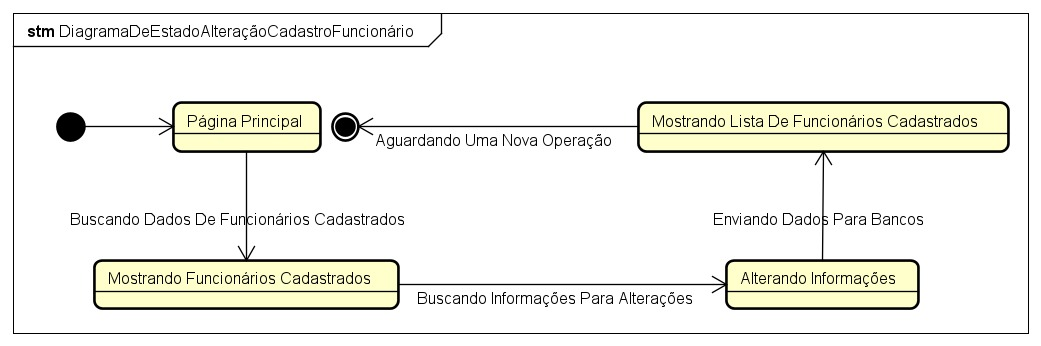 stm DiagramaDeEstadoAlteraçãoCadastroFuncionário
Página Principal
Mostrando Lista De Funcionários Cadastrados
Aguardando Uma Nova Operação
Buscando Dados De Funcionários Cadastrados
Enviando Dados Para Bancos
Mostrando Funcionários Cadastrados
Alterando Informações
Buscando Informações Para Alterações